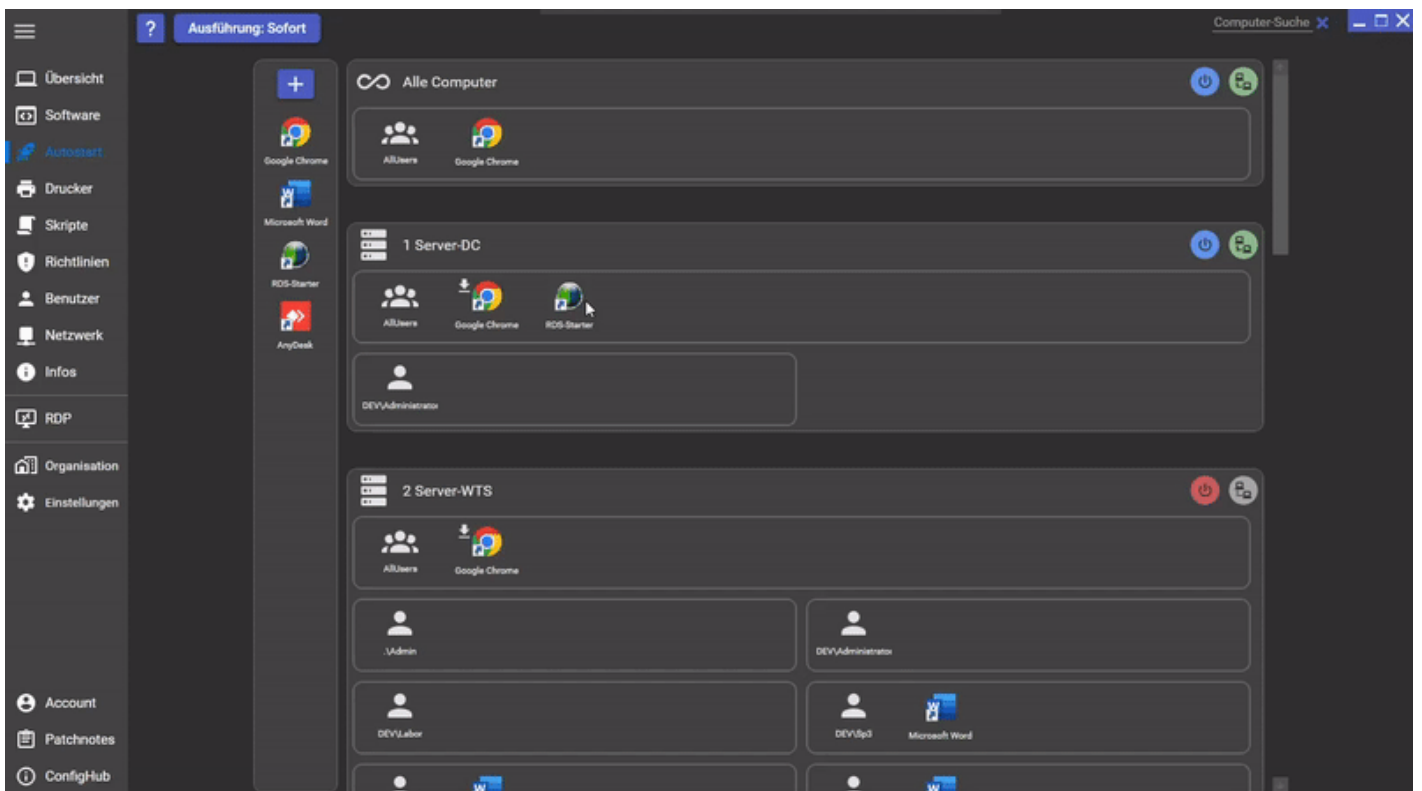 ?
Ausführung: Sofort
Computer-Suche
Übersicht
Software
Autostart
Drucker
Skripte
Richtlinien
Benutzer
Netzwerk
Infos
RDP
Organisation
Einstellungen
Account
Patchnotes
ConfigHub
+
Google Chrome
Microsoft Word
RDS-Starter
AnyDesk
Alle Computer
AllUsers
Google Chrome
1 Server-DC
AllUsers
Google Chrome
RDS-Starter
DEV\Administrator
2 Server-WTS
AllUsers
Google Chrome
.\Admin
DEV\Administrator
DEV\Labor
DEV\Sp3
Microsoft Word